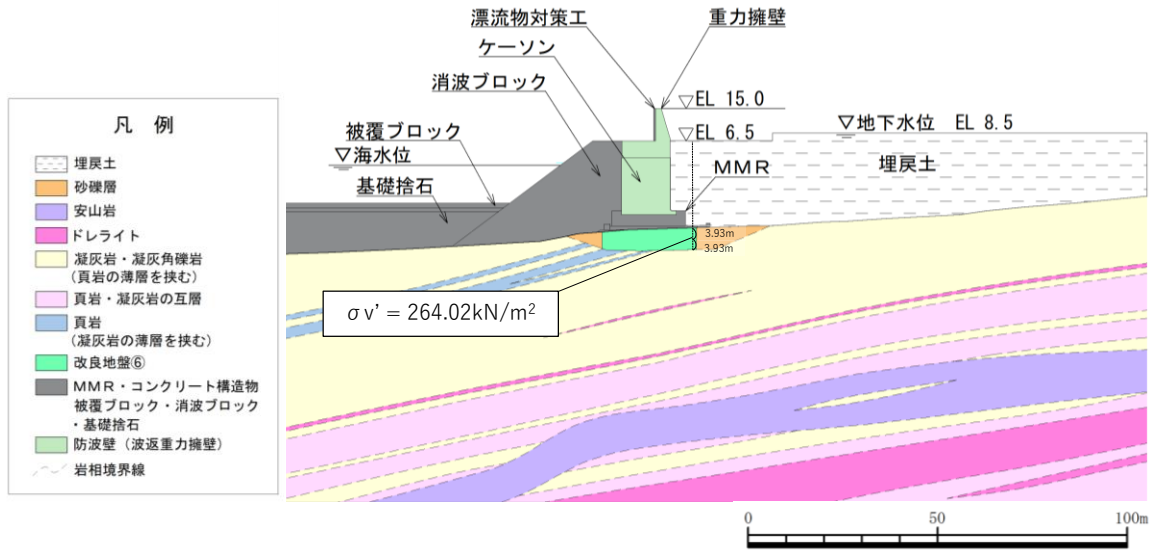 漂流物対策工
重力擁壁
ケーソン
消波ブロック
▽EL 15.0
被覆ブロック
▽EL 6.5
▽地下水位 EL 8.5
▽海水位
MMR
埋戻土
基礎捨石
3.93m
3.93m
σv' = 264.02kN/m²
凡 例
埋戻土
砂礫層
安山岩
ドレライト
凝灰岩・凝灰角礫岩
(頁岩の薄層を挟む)
頁岩・凝灰岩の互層
頁岩
(凝灰岩の薄層を挟む)
改良地盤⑥
MMR・コンクリート構造物
被覆ブロック・消波ブロック
・基礎捨石
防波壁(波返重力擁壁)
岩相境界線
0 50 100m